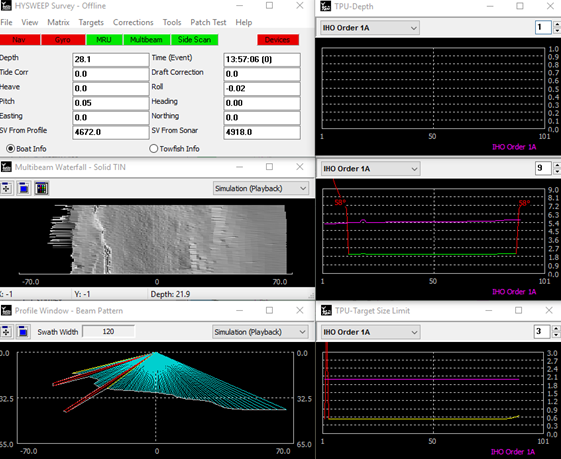 HYSWEEP Survey - Offline
File View Matrix Targets Corrections Tools Patch Test Help
Nav Gyro MRU Multibeam Side Scan Devices
Depth 28.1 Time (Event) 13:57:06 (0)
Tide Corr 0.0 Draft Correction 0.0
Heave 0.0 Roll -0.02
Pitch 0.05 Heading 0.00
Easting 0.0 Northing 0.0
SV From Profile 4672.0 SV From Sonar 4918.0
Boat Info Towfish Info
Multibeam Waterfall - Solid TIN
Simulation (Playback)
-70.0 0 70.0
X: -1 Y: -1 Depth: 21.9
Profile Window - Beam Pattern
Swath Width 120 Simulation (Playback)
0.0 0.0
32.5 32.5
65.0 65.0
-70.0 0 70.0
TPU-Depth
IHO Order 1A 1
1.0
0.9
0.8
0.7
0.6
0.5
0.4
0.3
0.2
0.1
0.0
1 50 101
IHO Order 1A
IHO Order 1A 9
9.0
8.1
7.2
6.3
5.4
4.5
3.6
2.7
1.8
0.9
0.0
58° 58°
1 50 101
IHO Order 1A
TPU-Target Size Limit
IHO Order 1A 3
3.0
2.7
2.4
2.1
1.8
1.5
1.2
0.9
0.6
0.3
0.0
1 50 101
IHO Order 1A